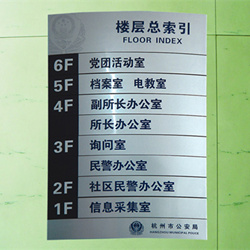 楼层总索引
FLOOR INDEX
6F 党团活动室
5F 档案室 电教室
4F 副所长办公室
所长办公室
3F 询问室
民警办公室
2F 社区民警办公室
1F 信息采集室
杭州市公安局
HANGZHOU MUNICIPAL POLICE